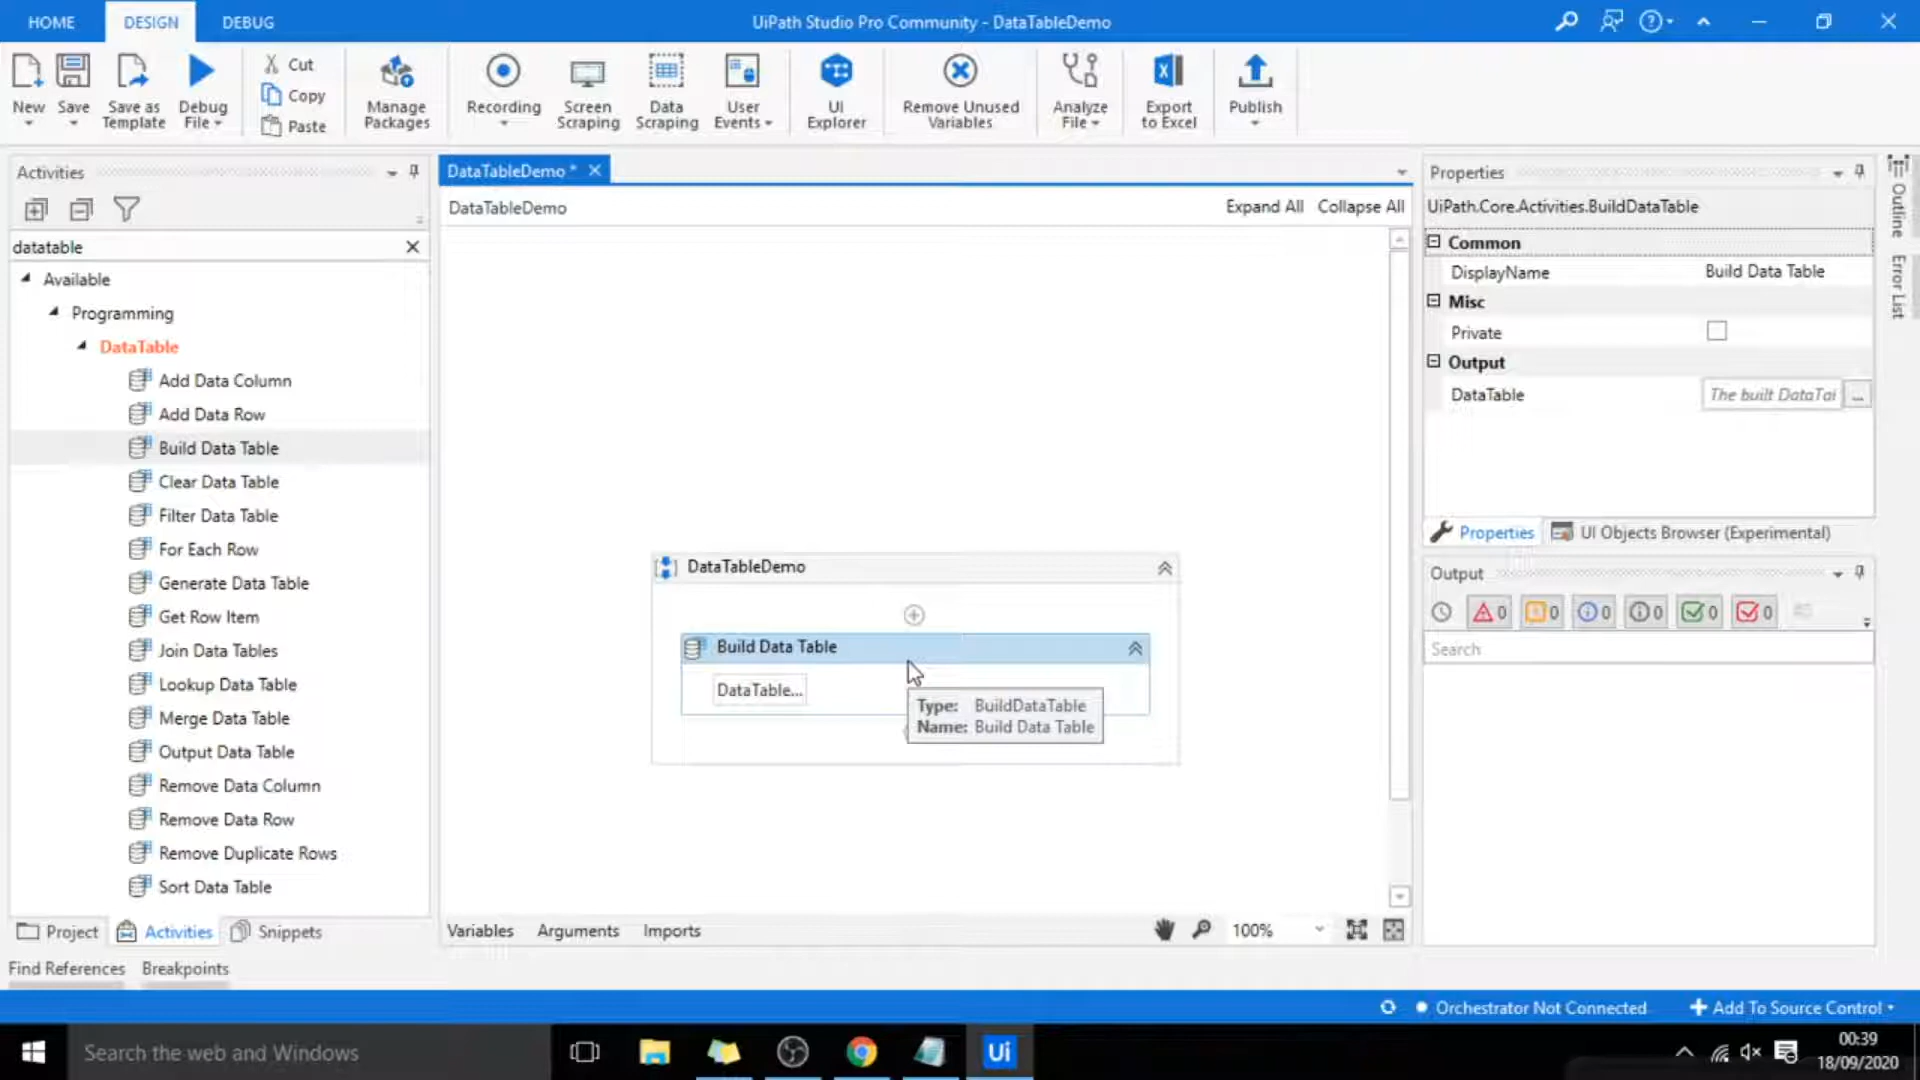 HOME DESIGN DEBUG UiPath Studio Pro Community - DataTableDemo
New Save Save as Template Debug File
Cut
Copy
Paste
Manage Packages
Recording Screen Scraping Data Scraping User Events
UI Explorer
Remove Unused Variables
Analyze File
Export to Excel
Publish
Activities
datatable
Available
Programming
DataTable
Add Data Column
Add Data Row
Build Data Table
Clear Data Table
Filter Data Table
For Each Row
Generate Data Table
Get Row Item
Join Data Tables
Lookup Data Table
Merge Data Table
Output Data Table
Remove Data Column
Remove Data Row
Remove Duplicate Rows
Sort Data Table
Project Activities Snippets
Find References Breakpoints
DataTableDemo *
DataTableDemo Expand All Collapse All
DataTableDemo
Build Data Table
DataTable...
Type: BuildDataTable
Name: Build Data Table
Variables Arguments Imports 100%
Properties
UiPath.Core.Activities.BuildDataTable
Common
DisplayName Build Data Table
Misc
Private
Output
DataTable The built DataTal ...
Properties UI Objects Browser (Experimental)
Output
0 0 0 0 0 0
Search
Outline
Error List
Orchestrator Not Connected Add To Source Control
Search the web and Windows
Ui
00:39
18/09/2020